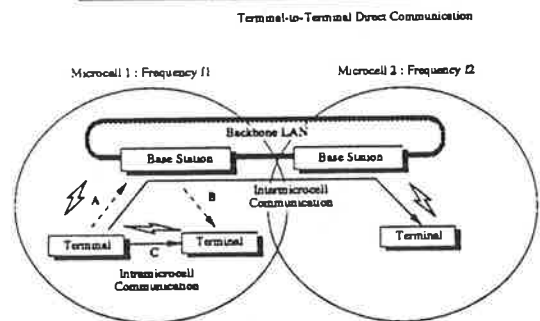 Terminal-to-Terminal Direct Communication
Microcell 1 : Frequency f1
Microcell 2 : Frequency f2
Backbone LAN
Base Station
Base Station
A
B
Intermicrocell
Communication
Terminal
Terminal
Terminal
C
Intramicrocell
Communication